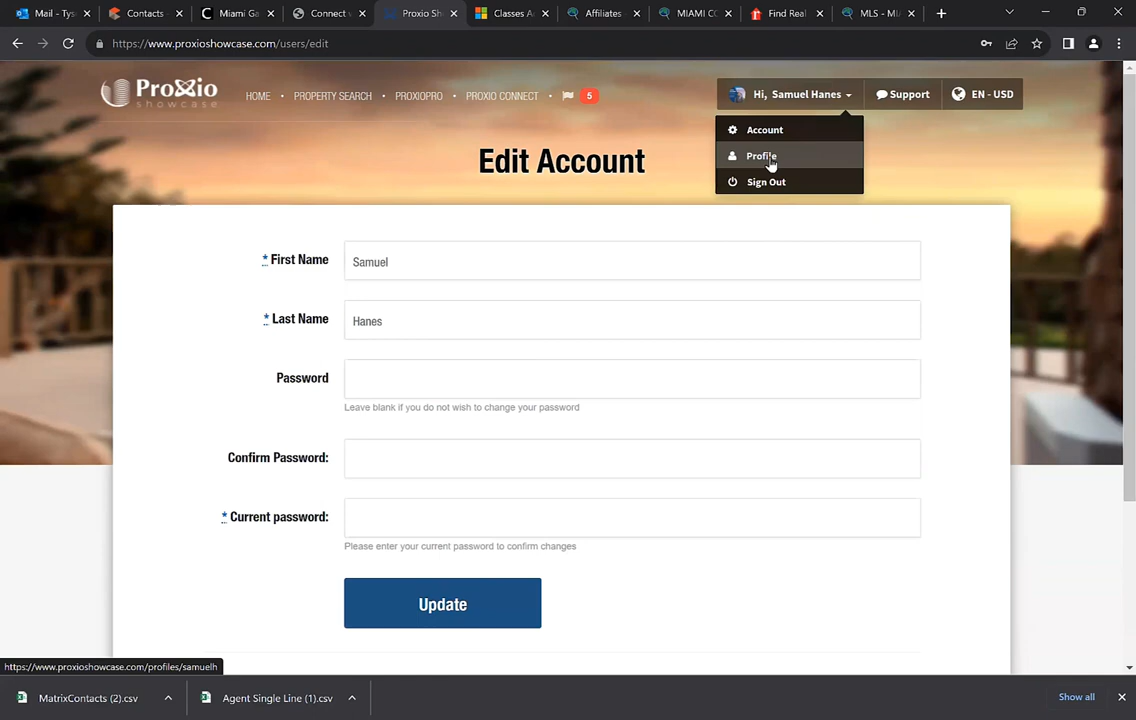 Mail - Tys
Contacts
Miami Ga
Connect v
Proxio Sh
Classes A
Affiliates
MIAMI CO
Find Real
MLS - MIA
https://www.proxioshowcase.com/users/edit
Proxio
showcase
HOME • PROPERTY SEARCH • PROXIOPRO • PROXIO CONNECT • 5
Hi, Samuel Hanes
Support
EN - USD
Account
Profile
Sign Out
Edit Account
* First Name
Samuel
* Last Name
Hanes
Password
Leave blank if you do not wish to change your password
Confirm Password:
* Current password:
Please enter your current password to confirm changes
Update
https://www.proxioshowcase.com/profiles/samuelh
MatrixContacts (2).csv
Agent Single Line (1).csv
Show all